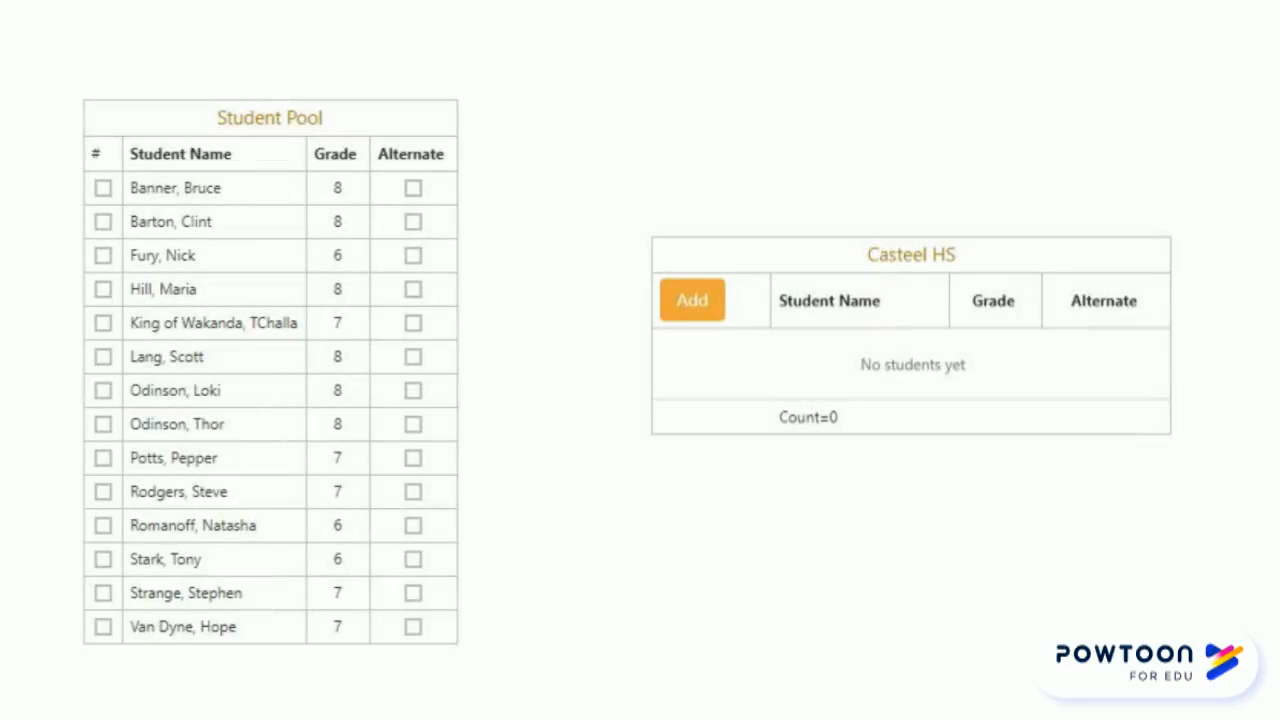 Student Pool
# Student Name Grade Alternate
Banner, Bruce 8
Barton, Clint 8
Fury, Nick 6
Hill, Maria 8
King of Wakanda, TChalla 7
Lang, Scott 8
Odinson, Loki 8
Odinson, Thor 8
Potts, Pepper 7
Rodgers, Steve 7
Romanoff, Natasha 6
Stark, Tony 6
Strange, Stephen 7
Van Dyne, Hope 7
Casteel HS
Add Student Name Grade Alternate
No students yet
Count=0
POWTOON
FOR EDU